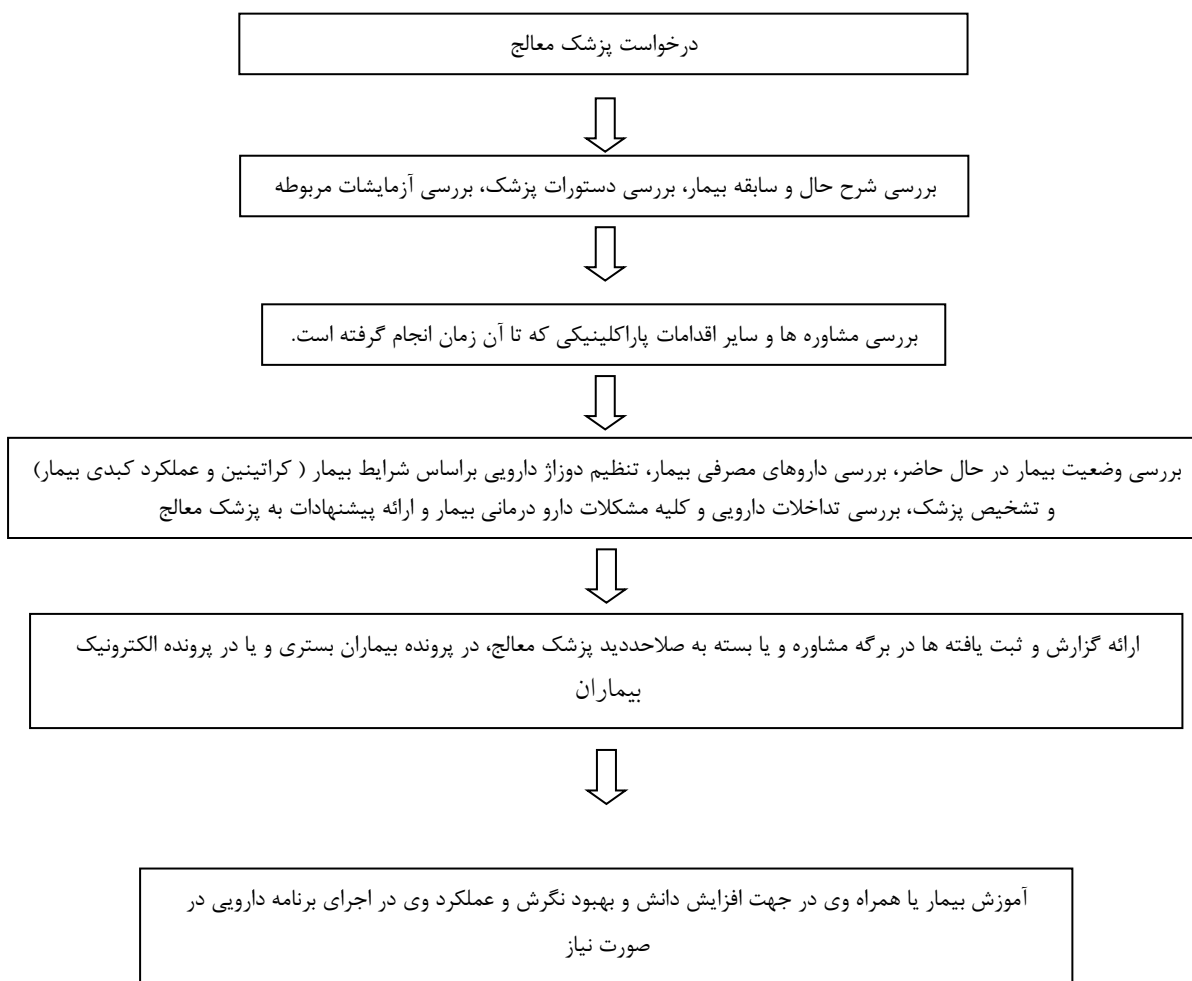 درخواست پزشک معالج
بررسی شرح حال و سابقه بیمار، بررسی دستورات پزشک، بررسی آزمایشات مربوطه
بررسی مشاوره ها و سایر اقدامات پاراکلینیکی که تا آن زمان انجام گرفته است.
بررسی وضعیت بیمار در حال حاضر، بررسی داروهای مصرفی بیمار، تنظیم دوزاژ دارویی براساس شرایط بیمار ( کراتینین و عملکرد کبدی بیمار)
و تشخیص پزشک، بررسی تداخلات دارویی و کلیه مشکلات دارو درمانی بیمار و ارائه پیشنهادات به پزشک معالج
ارائه گزارش و ثبت یافته ها در برگه مشاوره و یا بسته به صلاحددید پزشک معالج، در پرونده بیماران بستری و یا در پرونده الکترونیک
بیماران
آموزش بیمار یا همراه وی در جهت افزایش دانش و بهبود نگرش و عملکرد وی در اجرای برنامه دارویی در
صورت نیاز